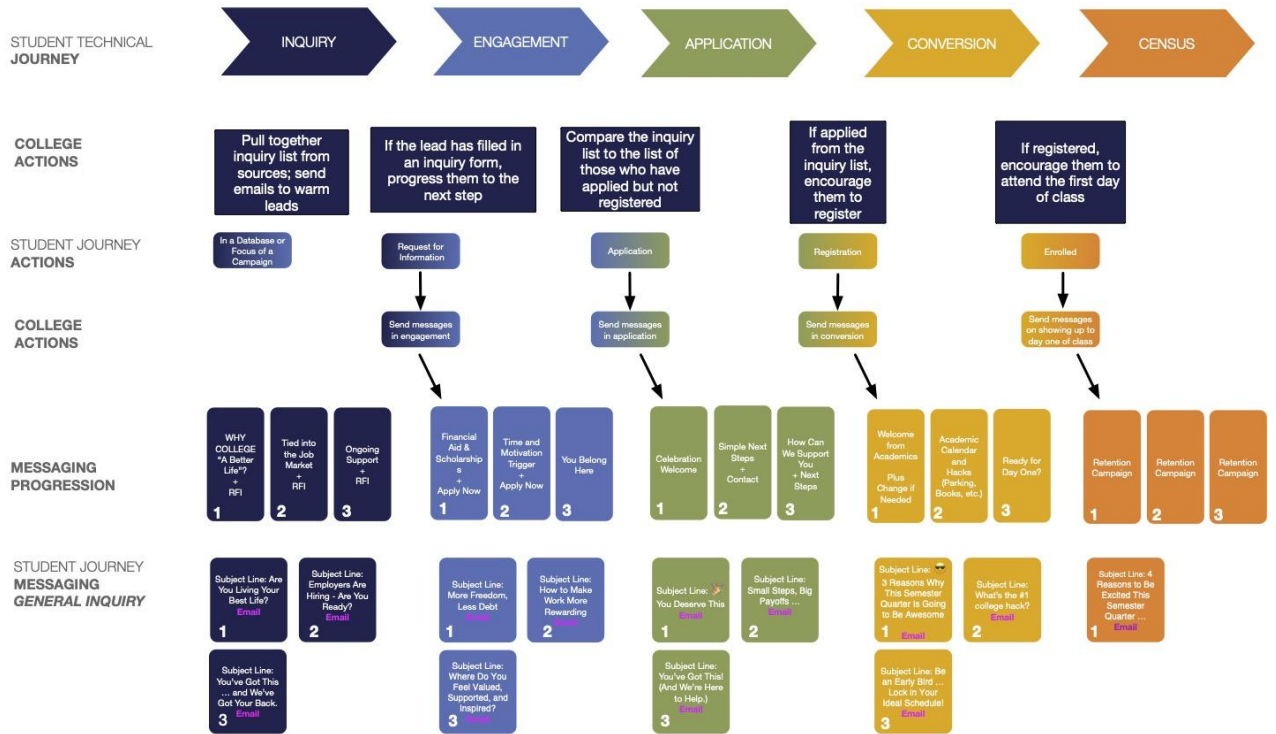 STUDENT TECHNICAL
JOURNEY
INQUIRY
ENGAGEMENT
APPLICATION
CONVERSION
CENSUS
COLLEGE
ACTIONS
Pull together
inquiry list from
sources; send
emails to warm
leads
If the lead has filled in
an inquiry form,
progress them to the
next step
Compare the inquiry
list to the list of
those who have
applied but not
registered
If applied
from the
inquiry list,
encourage
them to
register
If registered,
encourage them to
attend the first day
of class
STUDENT JOURNEY
ACTIONS
In a Database or
Focus of a
Campaign
Request for
Information
Application
Registration
Enrolled
COLLEGE
ACTIONS
Send messages
in engagement
Send messages
in application
Send messages
in conversion
Send messages
on showing up to
day one of class
MESSAGING
PROGRESSION
WHY
COLLEGE
"A Better
Life"?
+
RFI
1
Tied into
the Job
Market
+
RFI
2
Ongoing
Support
+
RFI
3
Financial
Aid &
Scholarship
s
+
Apply Now
1
Time and
Motivation
Trigger
+
Apply Now
2
You Belong
Here
3
Celebration
Welcome
1
Simple Next
Steps
+
Contact
2
How Can
We Support
You
+ Next
Steps
3
Welcome
from
Academics
Plus
Change if
Needed
1
Academic
Calendar
and
Hacks
(Parking,
Books, etc.)
2
Ready for
Day One?
3
Retention
Campaign
1
Retention
Campaign
2
Retention
Campaign
3
STUDENT JOURNEY
MESSAGING
GENERAL INQUIRY
Subject Line: Are
You Living Your
Best Life?
Email
1
Subject Line:
Employers Are
Hiring - Are You
Ready?
Email
2
Subject Line:
You've Got This
... and We've
Got Your Back.
Email
3
Subject Line:
More Freedom,
Less Debt
Email
1
Subject Line:
How to Make
Work More
Rewarding
Email
2
Subject Line:
Where Do You
Feel Valued,
Supported, and
Inspired?
Email
3
Subject Line: 🎉
You Deserve This
Email
1
Subject Line:
Small Steps, Big
Payoffs ...
Email
2
Subject Line:
You've Got This!
(And We're Here
to Help.)
Email
3
Subject Line: 😎
3 Reasons Why
This Semester
Quarter Is Going
to Be Awesome
Email
1
Subject Line:
What's the #1
college hack?
Email
2
Subject Line: Be
an Early Bird ...
Lock In Your
Ideal Schedule!
Email
3
Subject Line: 4
Reasons to Be
Excited This
Semester
Quarter ...
Email
1